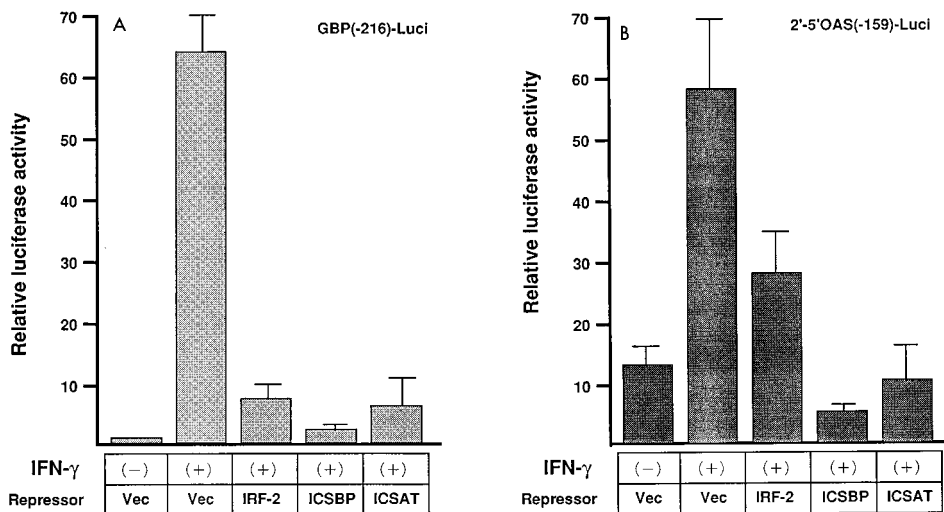 A
GBP(-216)-Luci
Relative luciferase activity
70
60
50
40
30
20
10
IFN-γ (−) (+) (+) (+) (+)
Repressor Vec Vec IRF-2 ICSBP ICSAT
B
2'-5'OAS(-159)-Luci
Relative luciferase activity
70
60
50
40
30
20
10
IFN-γ (−) (+) (+) (+) (+)
Repressor Vec Vec IRF-2 ICSBP ICSAT